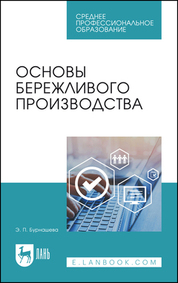 СРЕДНЕЕ
ПРОФЕССИОНАЛЬНОЕ
ОБРАЗОВАНИЕ
ОСНОВЫ
БЕРЕЖЛИВОГО
ПРОИЗВОДСТВА
Э. П. Бурнашева
ЛАНЬ
E.LANBOOK.COM